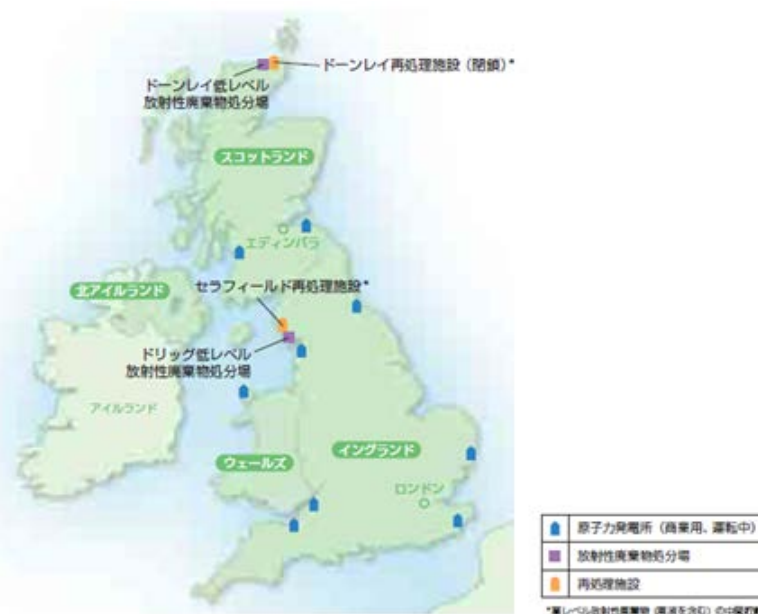 ドーンレイ再処理施設（閉鎖）*
ドーンレイ低レベル
放射性廃棄物処分場
スコットランド
エディンバラ
北アイルランド
セラフィールド再処理施設*
ドリッグ低レベル
放射性廃棄物処分場
アイルランド
イングランド
ウェールズ
ロンドン
原子力発電所（商業用、運転中）
放射性廃棄物処分場
再処理施設